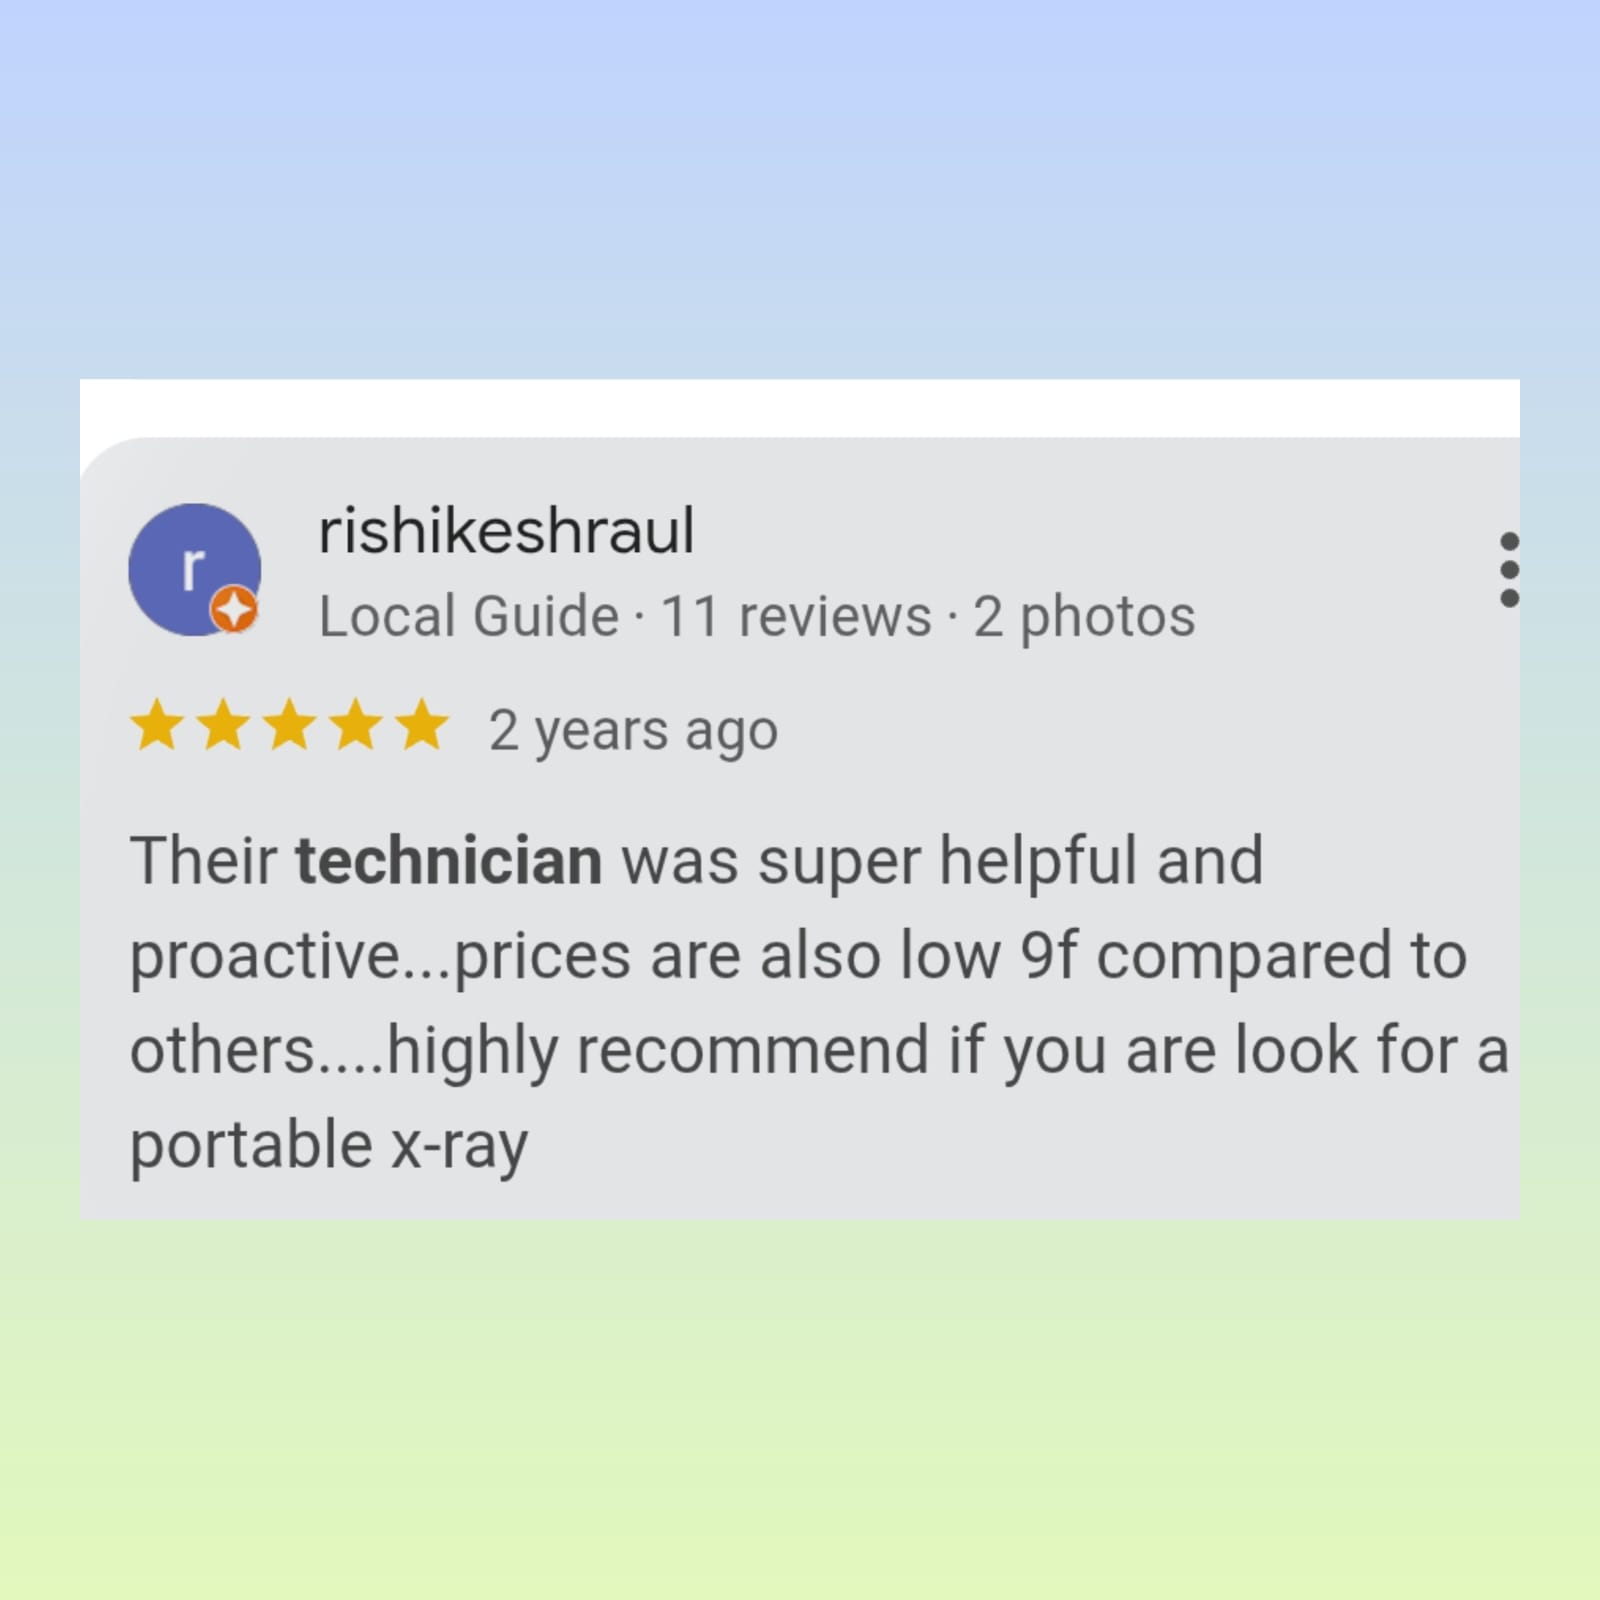 r
rishikeshraul
Local Guide · 11 reviews · 2 photos
2 years ago
Their technician was super helpful and
proactive...prices are also low 9f compared to
others....highly recommend if you are look for a
portable x-ray